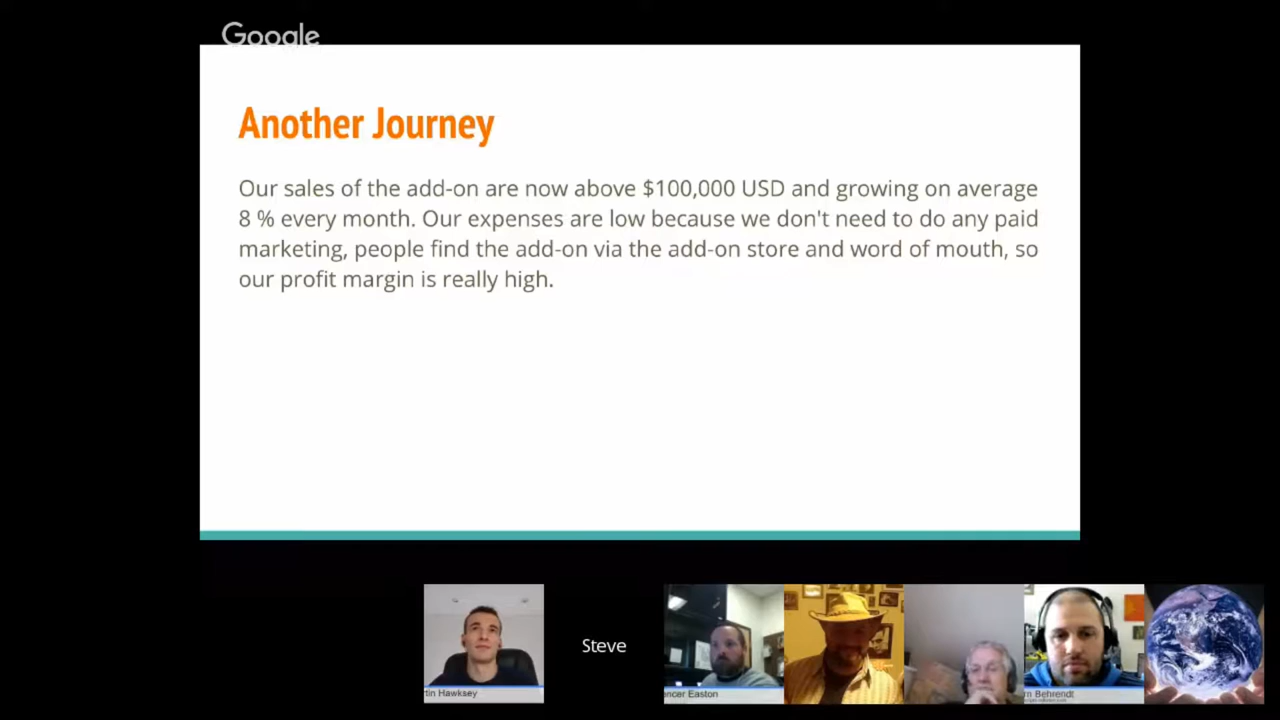 Google
Another Journey
Our sales of the add-on are now above $100,000 USD and growing on average
8 % every month. Our expenses are low because we don't need to do any paid
marketing, people find the add-on via the add-on store and word of mouth, so
our profit margin is really high.
Steve
tin Hawksey
encer Easton
rn Behrendt